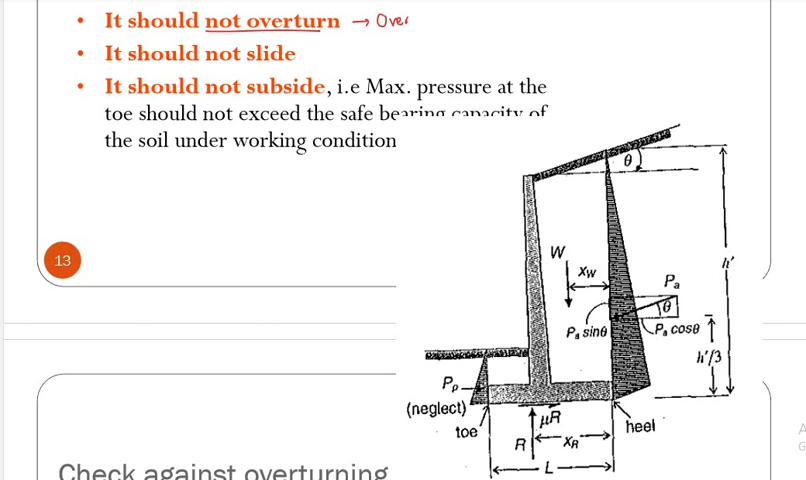 • It should not overturn → Over
• It should not slide
• It should not subside, i.e Max. pressure at the
toe should not exceed the safe bearing capacity of
the soil under working condition
θ
W
h'
Xw
Pa
θ
Pa sinθ
Pa cosθ
h'/3
Pp
(neglect)
μR
heel
toe
R
XR
L
13
Check against overturning
A
G